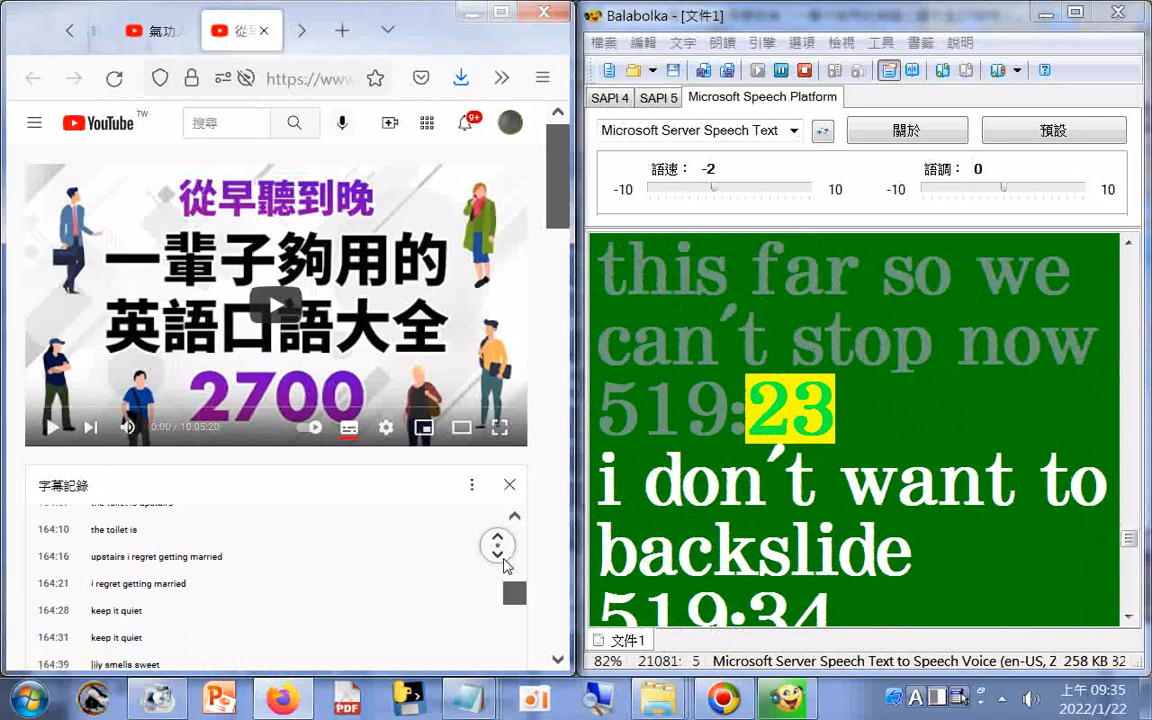 氣功
從
https://www
YouTube TW
搜尋
9+
從早聽到晚
一輩子夠用的
英語口語大全
2700
0:00 / 10:05:20
字幕記錄
164:10 the toilet is
164:16 upstairs i regret getting married
164:21 i regret getting married
164:28 keep it quiet
164:31 keep it quiet
164:39 lily smells sweet
Balabolka - [文件1]
檔案 編輯 文字 朗讀 引擎 選項 檢視 工具 書籤 說明
SAPI 4 SAPI 5 Microsoft Speech Platform
Microsoft Server Speech Text 關於 預設
語速： -2 語調： 0
-10 10 -10 10
this far so we
can't stop now
519:23
i don't want to
backslide
519:34
文件1
82% 21081: 5 Microsoft Server Speech Text to Speech Voice (en-US, Z 258 KB 32
PDF
A
上午 09:35
2022/1/22